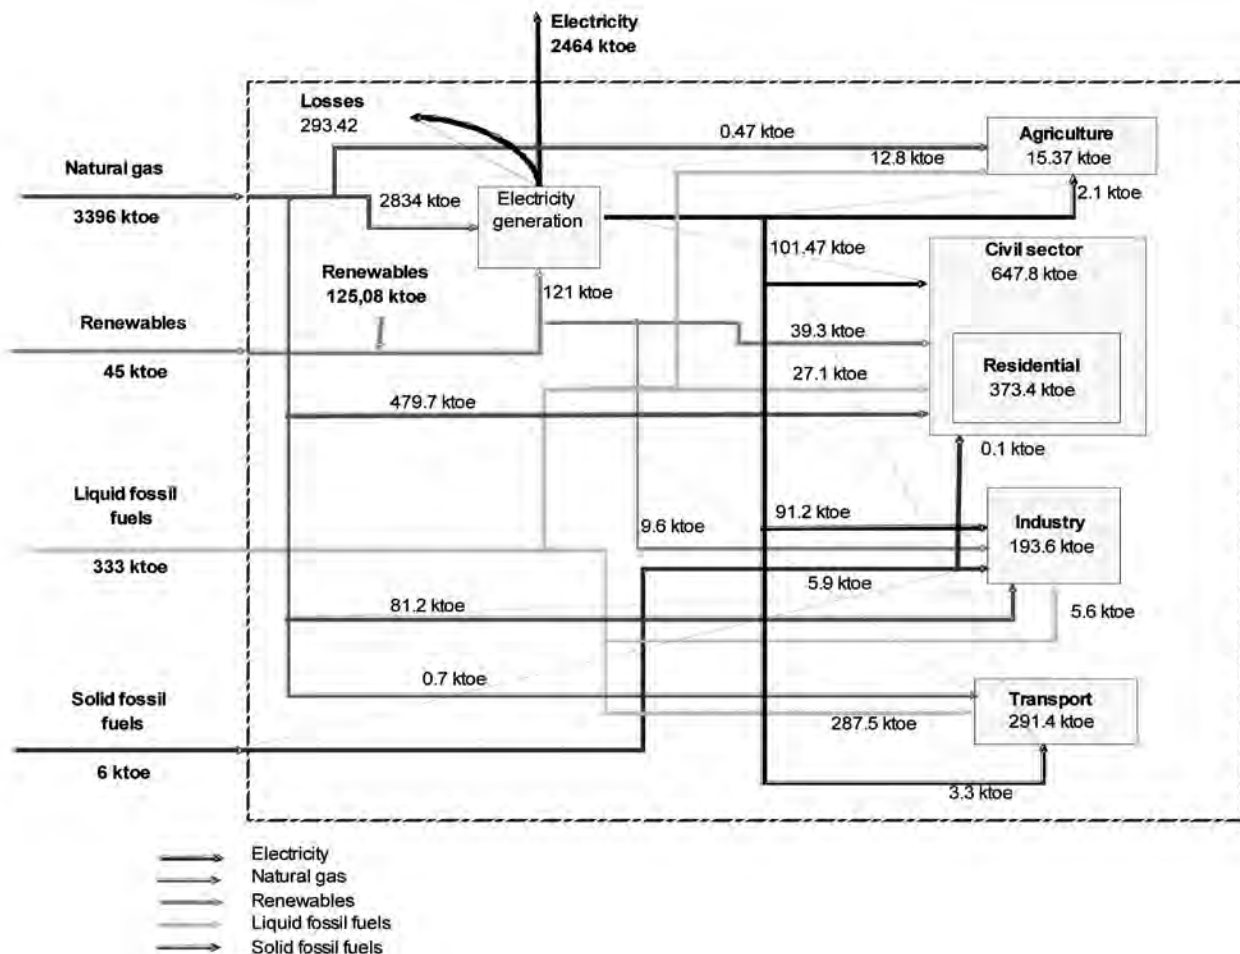 Electricity
2464 ktoe
Losses
293.42
0.47 ktoe
Agriculture
15.37 ktoe
12.8 ktoe
2.1 ktoe
Natural gas
3396 ktoe
2834 ktoe
Electricity
generation
101.47 ktoe
Civil sector
647.8 ktoe
Renewables
125,08 ktoe
121 ktoe
Renewables
45 ktoe
39.3 ktoe
27.1 ktoe
Residential
373.4 ktoe
479.7 ktoe
0.1 ktoe
Liquid fossil
fuels
333 ktoe
91.2 ktoe
9.6 ktoe
Industry
193.6 ktoe
5.9 ktoe
81.2 ktoe
5.6 ktoe
0.7 ktoe
Solid fossil
fuels
6 ktoe
Transport
291.4 ktoe
287.5 ktoe
3.3 ktoe
Electricity
Natural gas
Renewables
Liquid fossil fuels
Solid fossil fuels